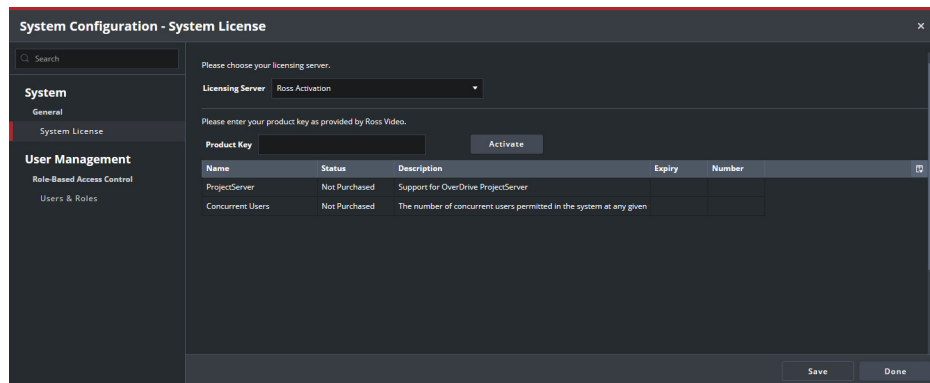 System Configuration - System License
×
Search
System
General
System License
User Management
Role-Based Access Control
Users & Roles
Please choose your licensing server.
Licensing Server Ross Activation
Please enter your product key as provided by Ross Video.
Product Key Activate
Name Status Description Expiry Number
ProjectServer Not Purchased Support for OverDrive ProjectServer
Concurrent Users Not Purchased The number of concurrent users permitted in the system at any given
Save Done